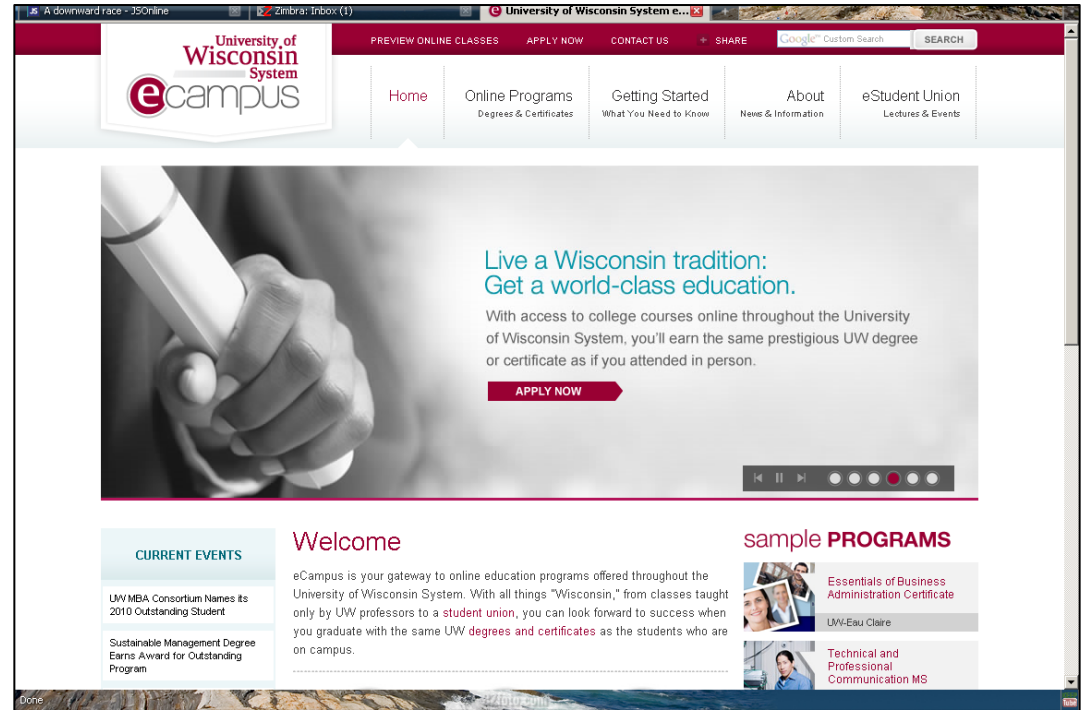 A downward race - JSOnline
Zimbra: Inbox (1)
University of Wisconsin System e...
University of
Wisconsin
System
ecampus
PREVIEW ONLINE CLASSES APPLY NOW CONTACT US + SHARE Google™ Custom Search SEARCH
Home Online Programs Getting Started About eStudent Union
Degrees & Certificates What You Need to Know News & Information Lectures & Events
Live a Wisconsin tradition:
Get a world-class education.
With access to college courses online throughout the University
of Wisconsin System, you'll earn the same prestigious UW degree
or certificate as if you attended in person.
APPLY NOW
CURRENT EVENTS
UW MBA Consortium Names its
2010 Outstanding Student
Sustainable Management Degree
Earns Award for Outstanding
Program
Welcome
eCampus is your gateway to online education programs offered throughout the
University of Wisconsin System. With all things "Wisconsin," from classes taught
only by UW professors to a student union, you can look forward to success when
you graduate with the same UW degrees and certificates as the students who are
on campus.
sample PROGRAMS
Essentials of Business
Administration Certificate
UW-Eau Claire
Technical and
Professional
Communication MS
Done
Tube